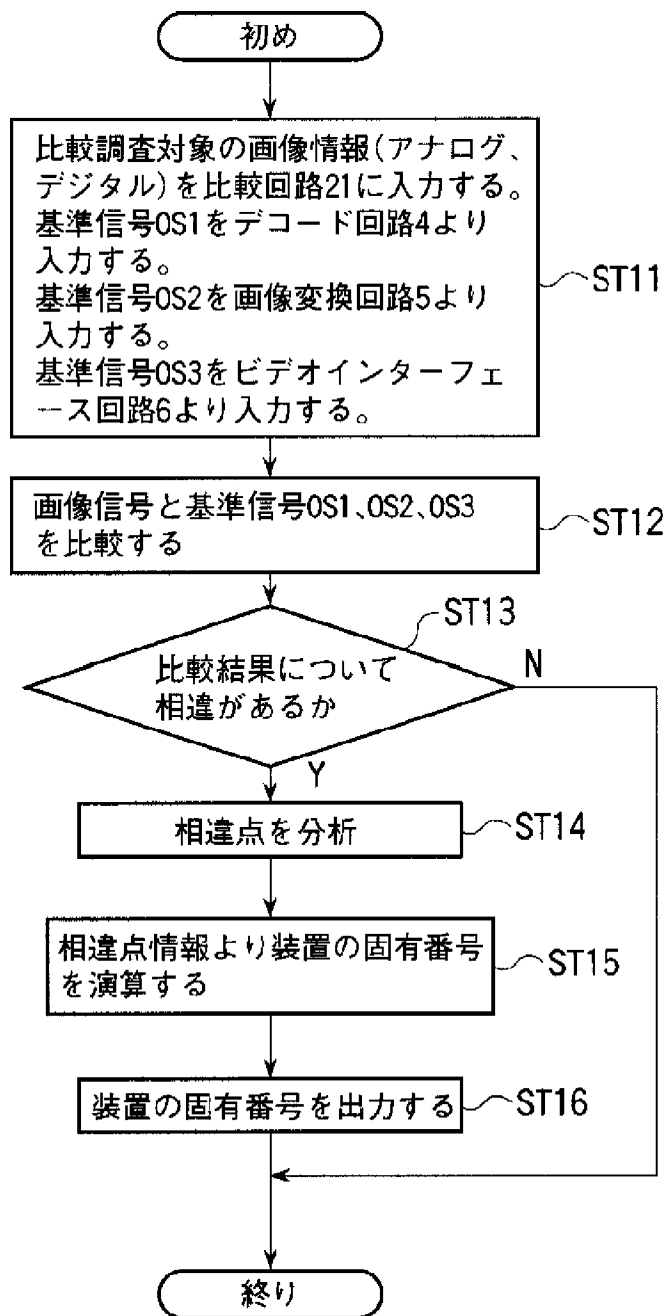 初め
比較調査対象の画像情報(アナログ、
デジタル)を比較回路21に入力する。
基準信号OS1をデコード回路4より
入力する。
基準信号OS2を画像変換回路5より
入力する。
基準信号OS3をビデオインターフェ
ース回路6より入力する。
ST11
画像信号と基準信号OS1、OS2、OS3
を比較する
ST12
ST13
比較結果について
相違があるか
N
Y
相違点を分析
ST14
相違点情報より装置の固有番号
を演算する
ST15
装置の固有番号を出力する
ST16
終り